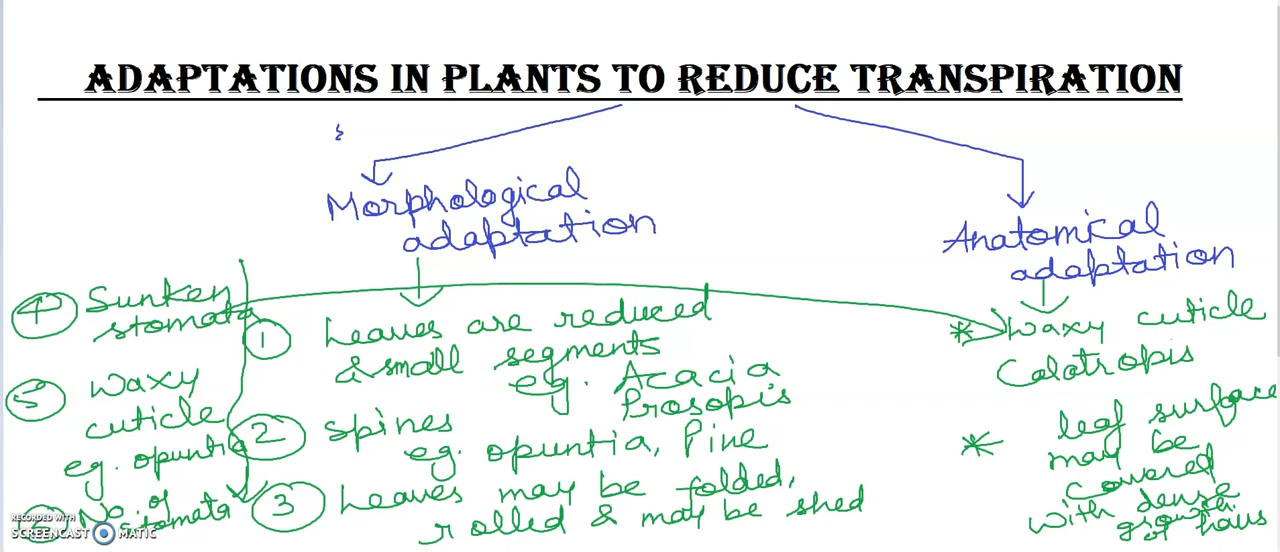 ADAPTATIONS IN PLANTS TO REDUCE TRANSPIRATION
Morphological
adaptation
Anatomical
adaptation
① Leaves are reduced
& small segments
eg. Acacia
Prosopis
② Spines
eg. opuntia, Pine
③ Leaves may be folded,
rolled & may be shed
④ Sunken
stomata
⑤ Waxy
cuticle
eg. opuntia
No. of
stomata
* Waxy cuticle
Calotropis
* leaf surface
may be
covered
with dense
growth
of hairs
RECORDED WITH
SCREENCAST MATIC